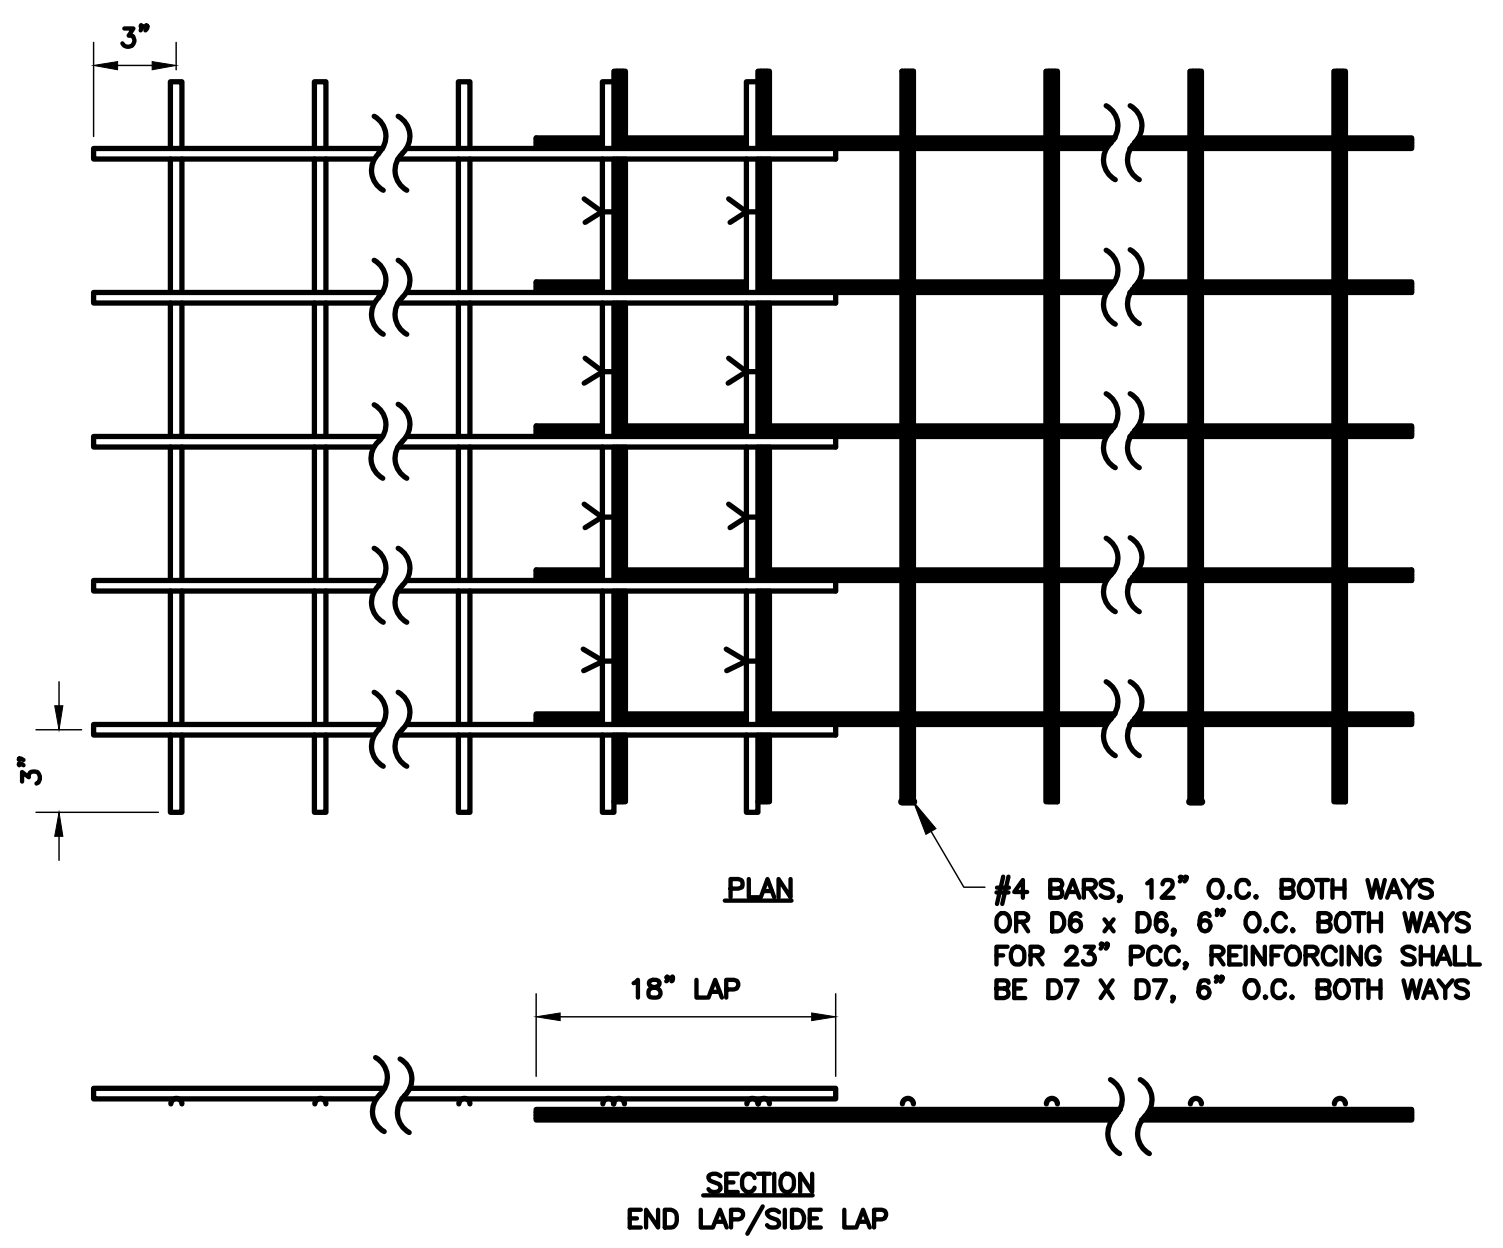 3"
3"
PLAN
#4 BARS, 12" O.C. BOTH WAYS
OR D6 x D6, 6" O.C. BOTH WAYS
FOR 23" PCC, REINFORCING SHALL
BE D7 X D7, 6" O.C. BOTH WAYS
18" LAP
SECTION
END LAP/SIDE LAP